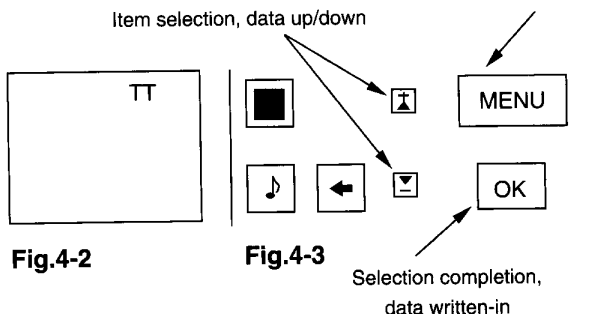 Item selection, data up/down
TT
MENU
OK
Fig.4-2
Fig.4-3
Selection completion,
data written-in